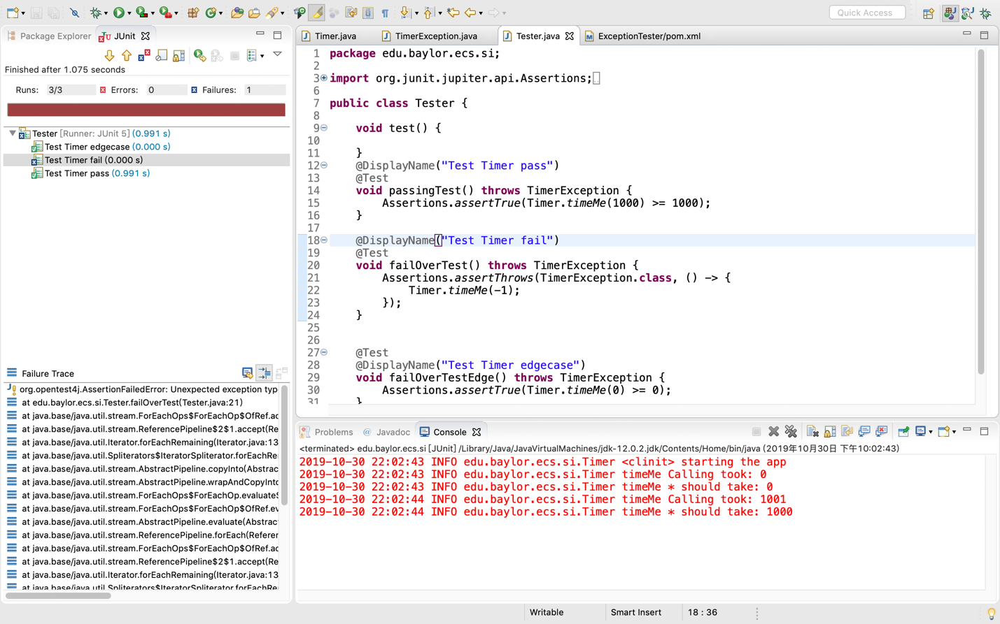 Quick Access
Package Explorer
JUnit
Finished after 1.075 seconds
Runs: 3/3 Errors: 0 Failures: 1
Tester [Runner: JUnit 5] (0.991 s)
Test Timer edgecase (0.000 s)
Test Timer fail (0.000 s)
Test Timer pass (0.991 s)
Failure Trace
org.opentest4j.AssertionFailedError: Unexpected exception typ
at edu.baylor.ecs.si.Tester.failOverTest(Tester.java:21)
at java.base/java.util.stream.ForEachOps$ForEachOp$OfRef.ac
at java.base/java.util.stream.ReferencePipeline$2$1.accept(Re
at java.base/java.util.Iterator.forEachRemaining(Iterator.java:13
at java.base/java.util.Spliterators$IteratorSpliterator.forEachRe
at java.base/java.util.stream.AbstractPipeline.copyInto(Abstrac
at java.base/java.util.stream.AbstractPipeline.wrapAndCopyInto
at java.base/java.util.stream.ForEachOps$ForEachOp.evaluateS
at java.base/java.util.stream.ForEachOps$ForEachOp$OfRef.ev
at java.base/java.util.stream.AbstractPipeline.evaluate(Abstrac
at java.base/java.util.stream.ReferencePipeline.forEach(Referen
at java.base/java.util.stream.ForEachOps$ForEachOp$OfRef.ac
at java.base/java.util.stream.ReferencePipeline$2$1.accept(Re
at java.base/java.util.Iterator.forEachRemaining(Iterator.java:13
at java.base/java.util.Spliterators$IteratorSpliterator.forEachRe
Timer.java
TimerException.java
Tester.java
ExceptionTester/pom.xml
1 package edu.baylor.ecs.si;
2
3 import org.junit.jupiter.api.Assertions;
6
7 public class Tester {
8
9 void test() {
10
11 }
12 @DisplayName("Test Timer pass")
13 @Test
14 void passingTest() throws TimerException {
15 Assertions.assertTrue(Timer.timeMe(1000) >= 1000);
16 }
17
18 @DisplayName("Test Timer fail")
19 @Test
20 void failOverTest() throws TimerException {
21 Assertions.assertThrows(TimerException.class, () -> {
22 Timer.timeMe(-1);
23 });
24 }
25
26
27 @Test
28 @DisplayName("Test Timer edgecase")
29 void failOverTestEdge() throws TimerException {
30 Assertions.assertTrue(Timer.timeMe(0) >= 0);
31 }
Problems
@ Javadoc
Console
<terminated> edu.baylor.ecs.si [JUnit] /Library/Java/JavaVirtualMachines/jdk-12.0.2.jdk/Contents/Home/bin/java (2019年10月30日 下午10:02:43)
2019-10-30 22:02:43 INFO edu.baylor.ecs.si.Timer <clinit> starting the app
2019-10-30 22:02:43 INFO edu.baylor.ecs.si.Timer timeMe Calling took: 0
2019-10-30 22:02:43 INFO edu.baylor.ecs.si.Timer timeMe * should take: 0
2019-10-30 22:02:44 INFO edu.baylor.ecs.si.Timer timeMe Calling took: 1001
2019-10-30 22:02:44 INFO edu.baylor.ecs.si.Timer timeMe * should take: 1000
Writable
Smart Insert
18 : 36